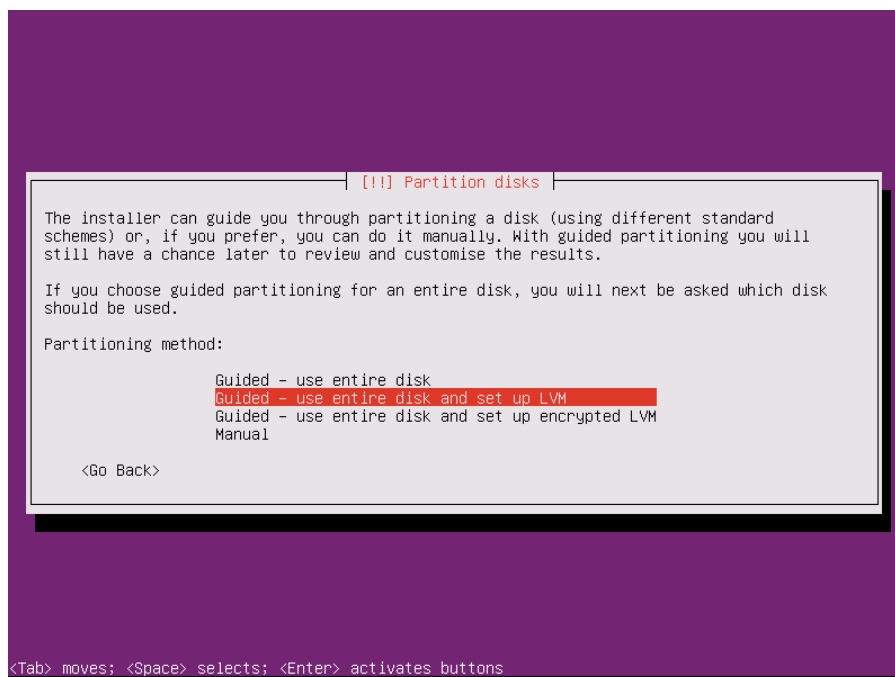 [!!] Partition disks
The installer can guide you through partitioning a disk (using different standard
schemes) or, if you prefer, you can do it manually. With guided partitioning you will
still have a chance later to review and customise the results.
If you choose guided partitioning for an entire disk, you will next be asked which disk
should be used.
Partitioning method:
Guided – use entire disk
Guided – use entire disk and set up LVM
Guided – use entire disk and set up encrypted LVM
Manual
<Go Back>
<Tab> moves; <Space> selects; <Enter> activates buttons